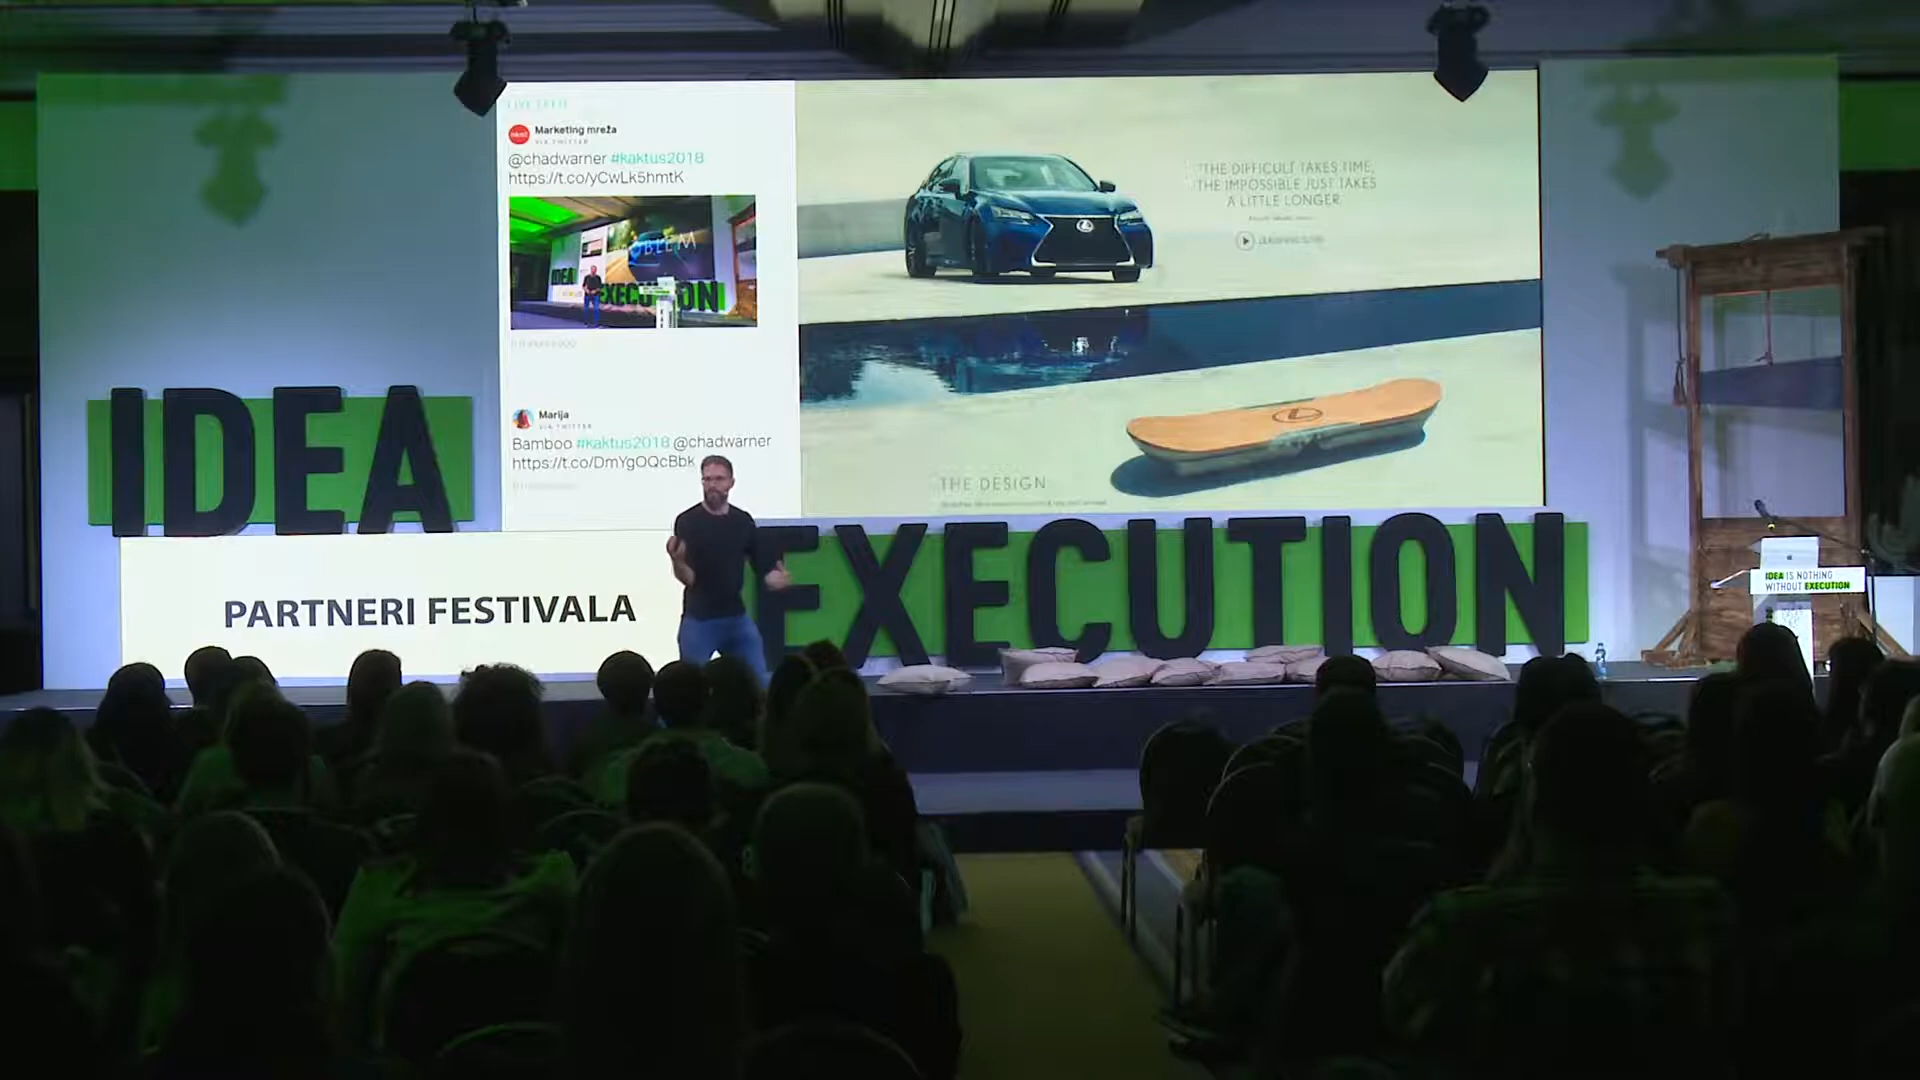 LIVE FEED
Marketing mreža
VIA TWITTER
@chadwarner #kaktus2018
https://t.co/yCwLk5hmtK
PROBLEM
IDEA
EXECUTION
Marija
VIA TWITTER
Bamboo #kaktus2018 @chadwarner
https://t.co/DmYgOQcBbk
"THE DIFFICULT TAKES TIME,
THE IMPOSSIBLE JUST TAKES
A LITTLE LONGER.
THE DESIGN
IDEA
EXECUTION
PARTNERI FESTIVALA
IDEA IS NOTHING
WITHOUT EXECUTION